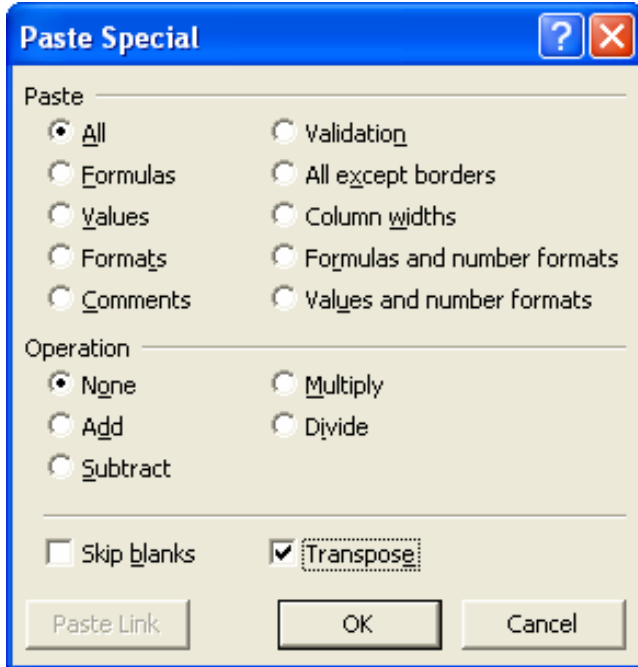 Paste Special
Paste
All Validation
Formulas All except borders
Values Column widths
Formats Formulas and number formats
Comments Values and number formats
Operation
None Multiply
Add Divide
Subtract
Skip blanks Transpose
Paste Link OK Cancel